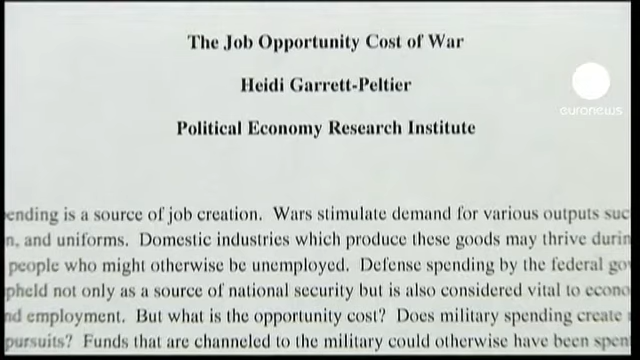 The Job Opportunity Cost of War
Heidi Garrett-Peltier
Political Economy Research Institute
euronews
ending is a source of job creation. Wars stimulate demand for various outputs suc
n, and uniforms. Domestic industries which produce these goods may thrive durin
people who might otherwise be unemployed. Defense spending by the federal gov
pheld not only as a source of national security but is also considered vital to econo
nd employment. But what is the opportunity cost? Does military spending create
pursuits? Funds that are channeled to the military could otherwise have been spen